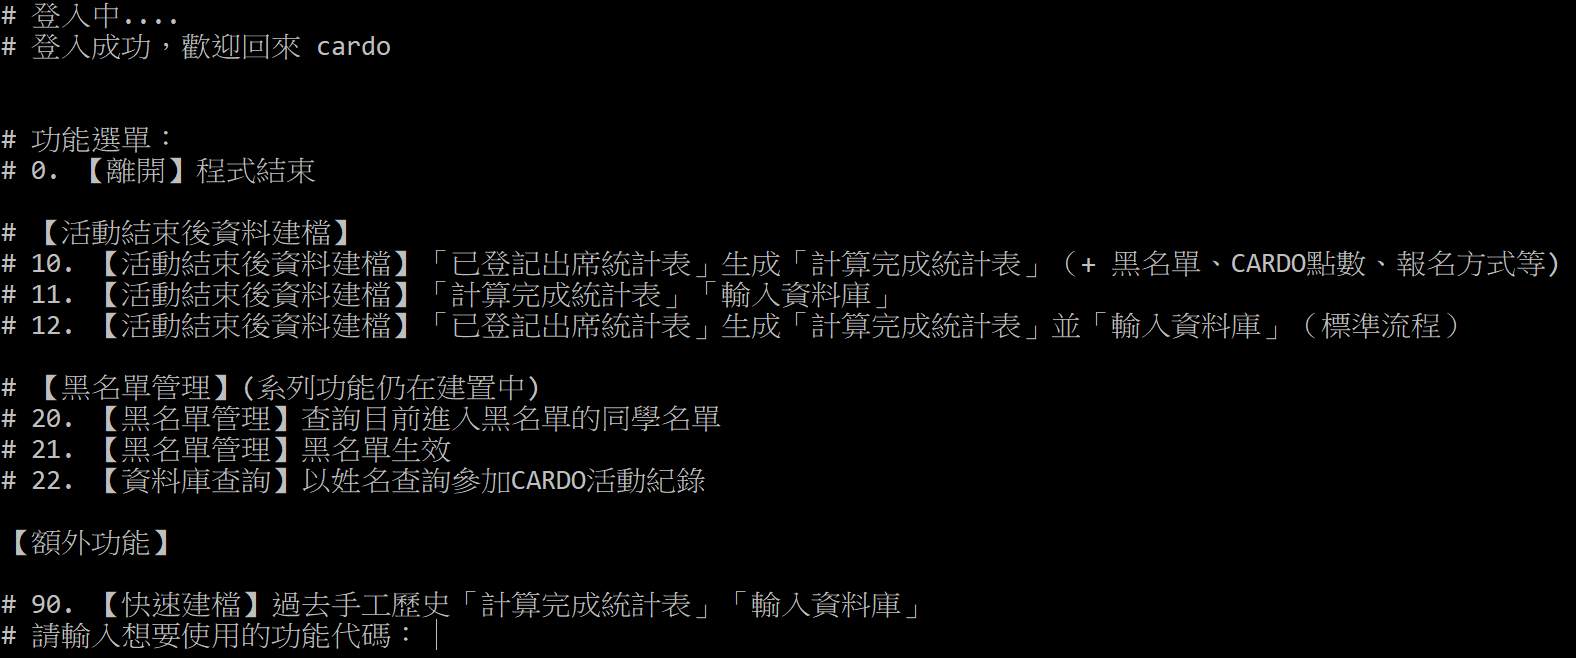 # 登入中....
# 登入成功，歡迎回來 cardo
# 功能選單：
# 0. 【離開】程式結束
# 【活動結束後資料建檔】
# 10. 【活動結束後資料建檔】「已登記出席統計表」生成「計算完成統計表」（+ 黑名單、CARDO點數、報名方式等)
# 11. 【活動結束後資料建檔】「計算完成統計表」「輸入資料庫」
# 12. 【活動結束後資料建檔】「已登記出席統計表」生成「計算完成統計表」並「輸入資料庫」（標準流程）
# 【黑名單管理】(系列功能仍在建置中)
# 20. 【黑名單管理】查詢目前進入黑名單的同學名單
# 21. 【黑名單管理】黑名單生效
# 22. 【資料庫查詢】以姓名查詢參加CARDO活動紀錄
【額外功能】
# 90. 【快速建檔】過去手工歷史「計算完成統計表」「輸入資料庫」
# 請輸入想要使用的功能代碼：